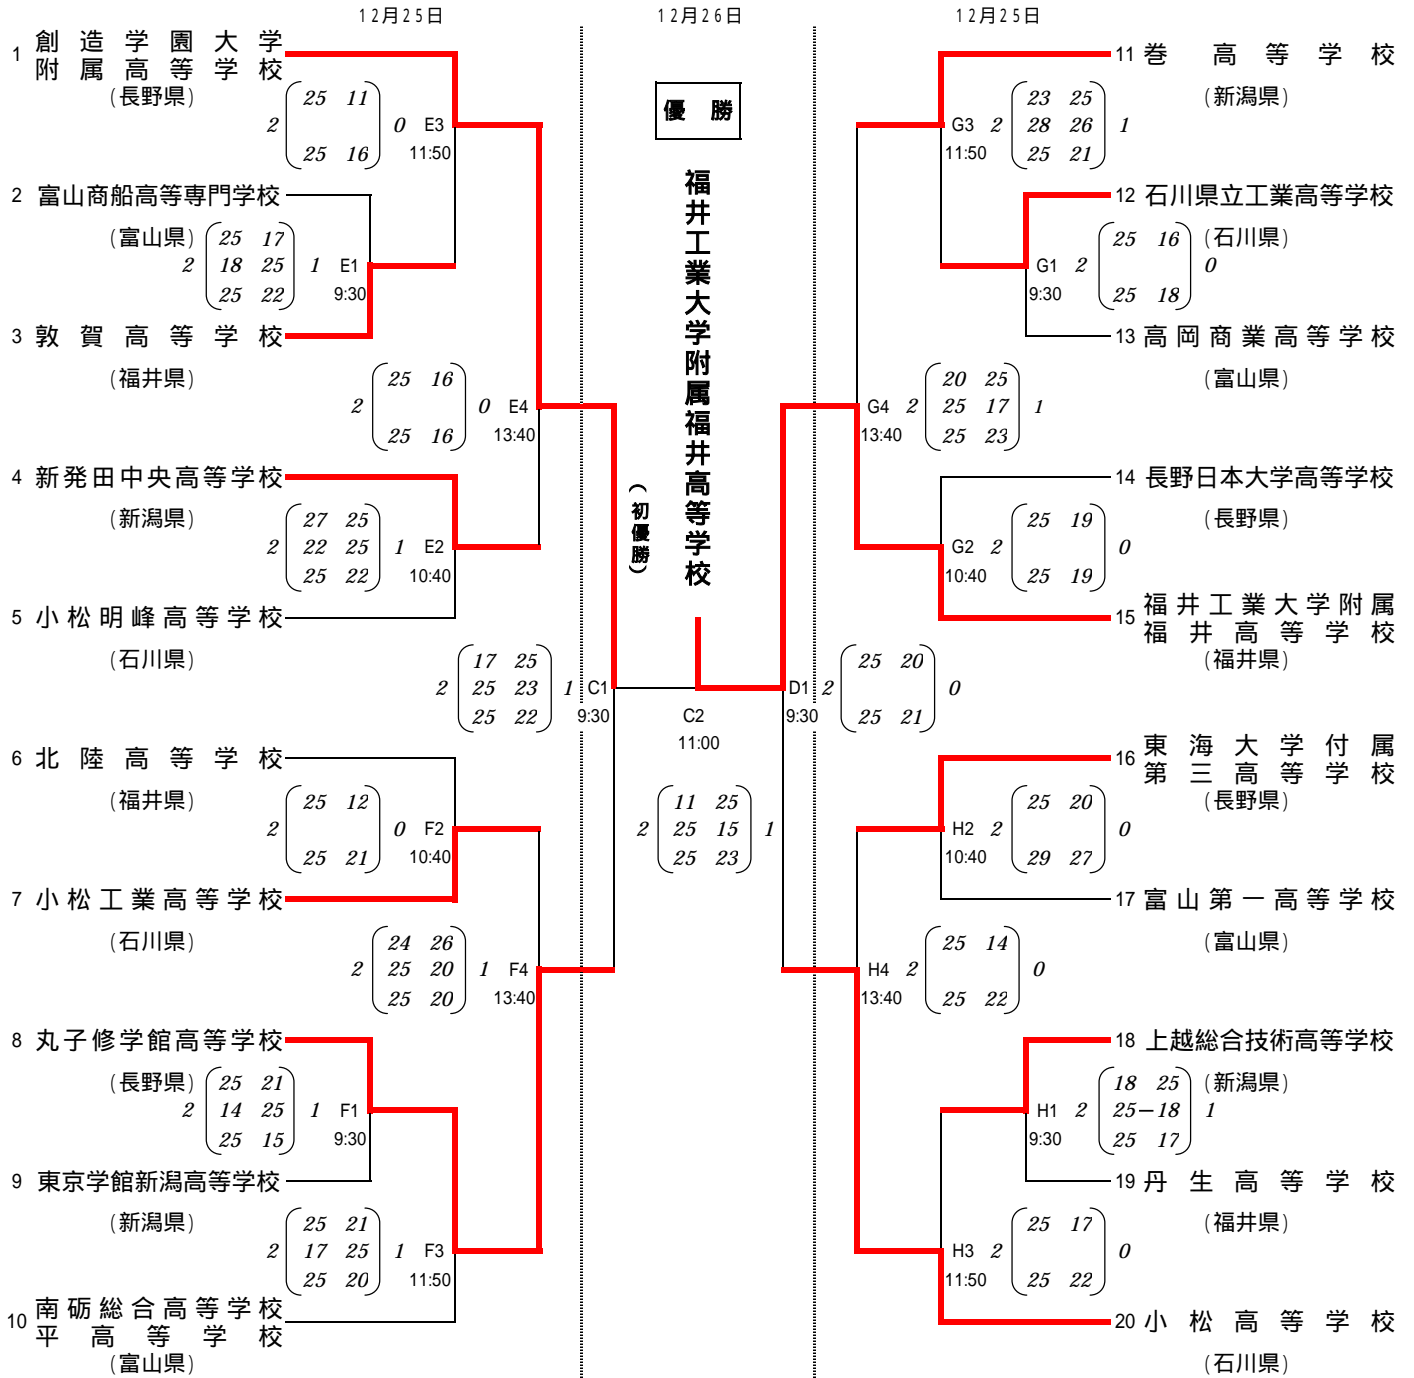 12月25日
12月26日
12月25日
1 創造学園大学
附属高等学校
(長野県)
25 11
2 0 E3
25 16 11:50
2 富山商船高等専門学校
(富山県)
25 17
2 18 25 1 E1
25 22 9:30
3 敦賀高等学校
(福井県)
25 16
2 0 E4
25 16 13:40
4 新発田中央高等学校
(新潟県)
27 25
2 22 25 1 E2
25 22 10:40
5 小松明峰高等学校
(石川県)
17 25
2 25 23 1 C1
25 22 9:30
6 北陸高等学校
(福井県)
25 12
2 0 F2
25 21 10:40
7 小松工業高等学校
(石川県)
24 26
2 25 20 1 F4
25 20 13:40
8 丸子修学館高等学校
(長野県)
25 21
2 14 25 1 F1
25 15 9:30
9 東京学館新潟高等学校
(新潟県)
25 21
2 17 25 1 F3
25 20 11:50
10 南砺総合高等学校
平高等学校
(富山県)
優勝
福井工業大学附属福井高等学校
(初優勝)
C2
11:00
11 25
2 25 15 1
25 23
11 巻高等学校
(新潟県)
23 25
G3 2 28 26 1
11:50 25 21
12 石川県立工業高等学校
(石川県)
25 16
G1 2 0
9:30 25 18
13 高岡商業高等学校
(富山県)
20 25
G4 2 25 17 1
13:40 25 23
14 長野日本大学高等学校
(長野県)
25 19
G2 2 0
10:40 25 19
15 福井工業大学附属
福井高等学校
(福井県)
25 20
D1 2 0
9:30 25 21
16 東海大学付属
第三高等学校
(長野県)
25 20
H2 2 0
10:40 29 27
17 富山第一高等学校
(富山県)
25 14
H4 2 0
13:40 25 22
18 上越総合技術高等学校
(新潟県)
18 25
H1 2 25-18 1
9:30 25 17
19 丹生高等学校
(福井県)
25 17
H3 2 0
11:50 25 22
20 小松高等学校
(石川県)